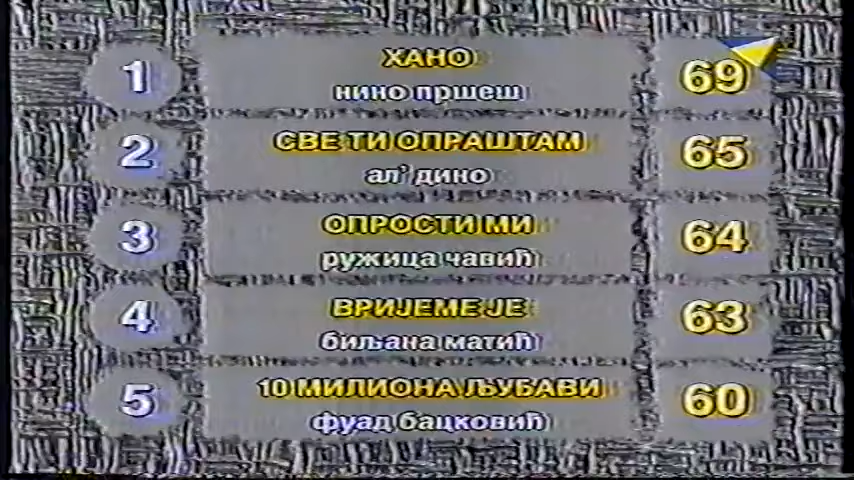 1 ХАНО 69
нино пршеш
2 СВЕ ТИ ОПРАШТАМ 65
ал' дино
3 ОПРОСТИ МИ 64
ружица чавић
4 ВРИЈЕМЕ ЈЕ 63
биљана матић
5 10 МИЛИОНА ЉУБАВИ 60
фуад бацковић